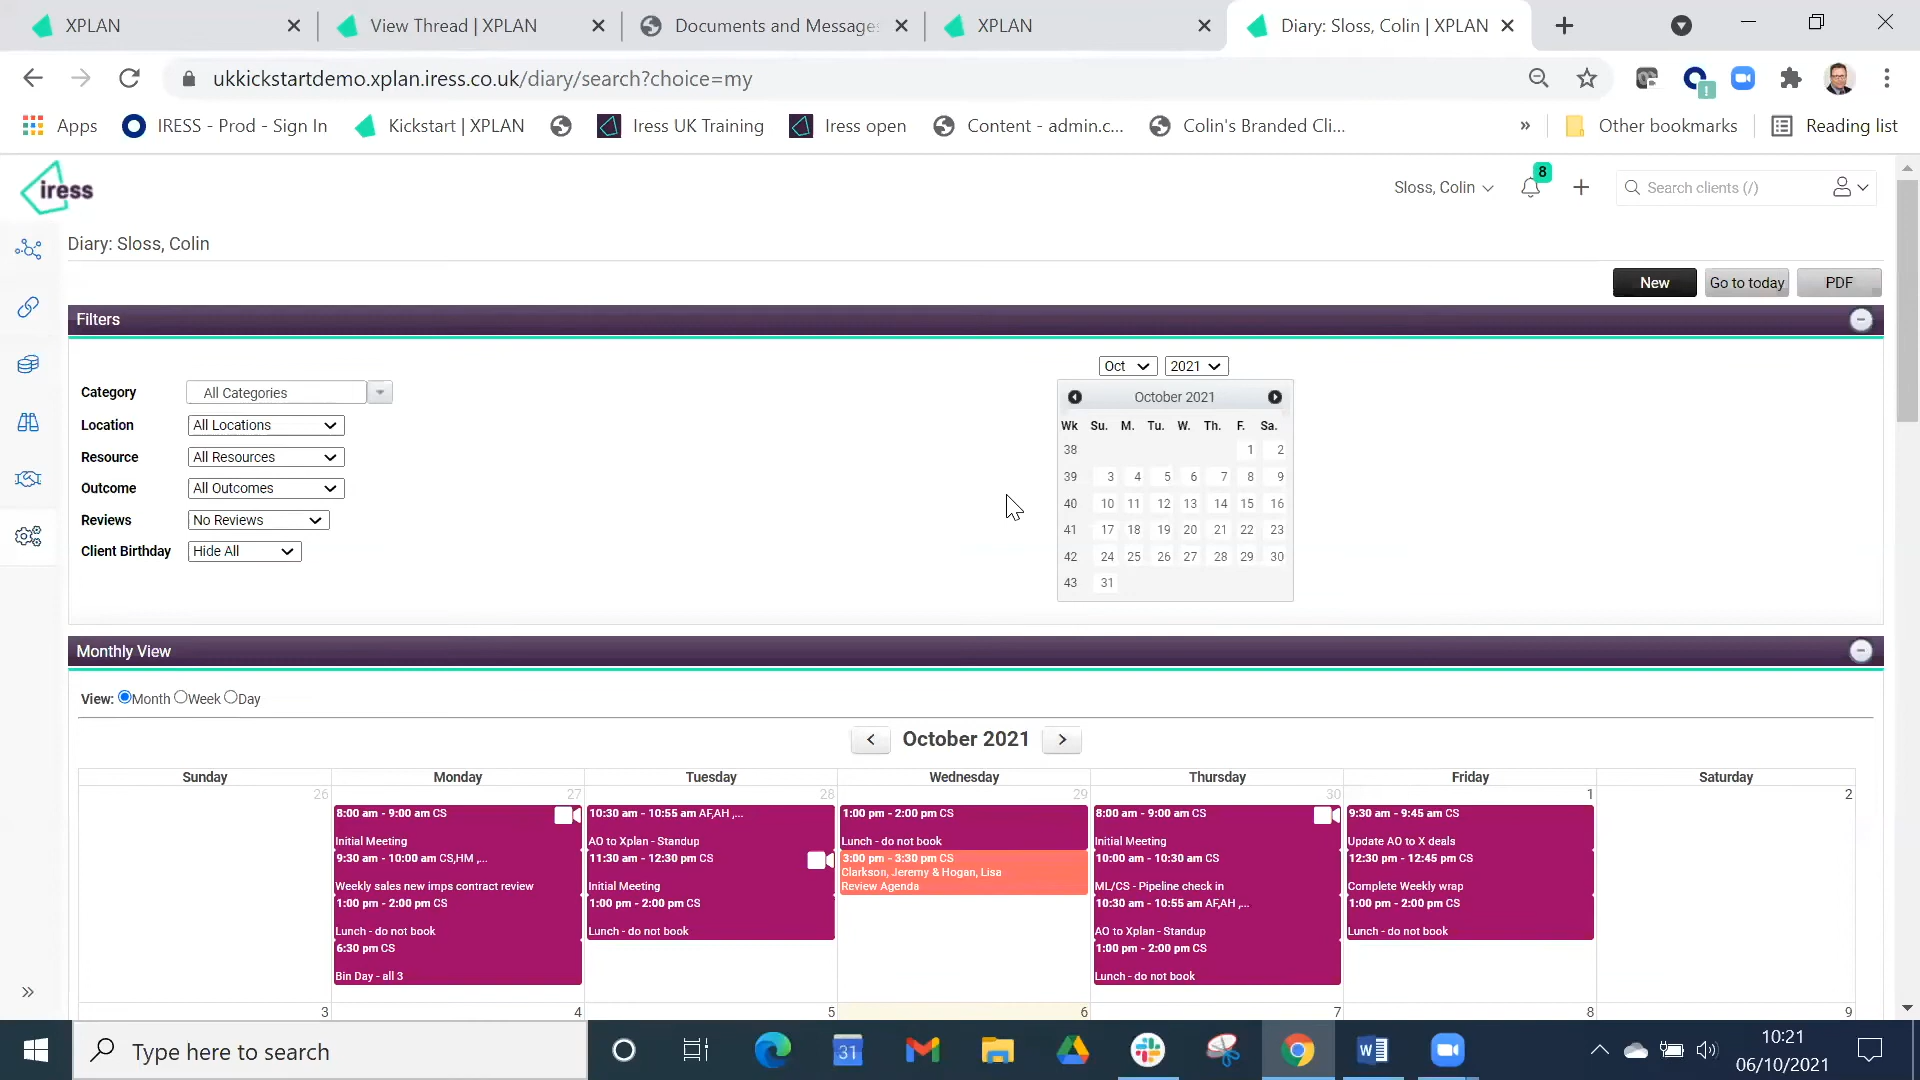 XPLAN
View Thread | XPLAN
Documents and Messages
XPLAN
Diary: Sloss, Colin | XPLAN
ukkickstartdemo.xplan.iress.co.uk/diary/search?choice=my
Apps
IRESS - Prod - Sign In
Kickstart | XPLAN
Iress UK Training
Iress open
Content - admin.c...
Colin's Branded Cli...
»
Other bookmarks
Reading list
iress
Sloss, Colin
8
Search clients (/)
Diary: Sloss, Colin
New
Go to today
PDF
Filters
Category All Categories
Location All Locations
Resource All Resources
Outcome All Outcomes
Reviews No Reviews
Client Birthday Hide All
Oct 2021
October 2021
Wk Su. M. Tu. W. Th. F. Sa.
38 1 2
39 3 4 5 6 7 8 9
40 10 11 12 13 14 15 16
41 17 18 19 20 21 22 23
42 24 25 26 27 28 29 30
43 31
Monthly View
View: Month Week Day
< October 2021 >
Sunday Monday Tuesday Wednesday Thursday Friday Saturday
26 27 28 29 30 1 2
8:00 am - 9:00 am CS
Initial Meeting
9:30 am - 10:00 am CS,HM ,...
Weekly sales new imps contract review
1:00 pm - 2:00 pm CS
Lunch - do not book
6:30 pm CS
Bin Day - all 3
10:30 am - 10:55 am AF,AH ,...
AO to Xplan - Standup
11:30 am - 12:30 pm CS
Initial Meeting
1:00 pm - 2:00 pm CS
Lunch - do not book
1:00 pm - 2:00 pm CS
Lunch - do not book
3:00 pm - 3:30 pm CS
Clarkson, Jeremy & Hogan, Lisa
Review Agenda
8:00 am - 9:00 am CS
Initial Meeting
10:00 am - 10:30 am CS
ML/CS - Pipeline check in
10:30 am - 10:55 am AF,AH ,...
AO to Xplan - Standup
1:00 pm - 2:00 pm CS
Lunch - do not book
9:30 am - 9:45 am CS
Update AO to X deals
12:30 pm - 12:45 pm CS
Complete Weekly wrap
1:00 pm - 2:00 pm CS
Lunch - do not book
3 4 5 6 7 8 9
»
Type here to search
31
10:21
06/10/2021